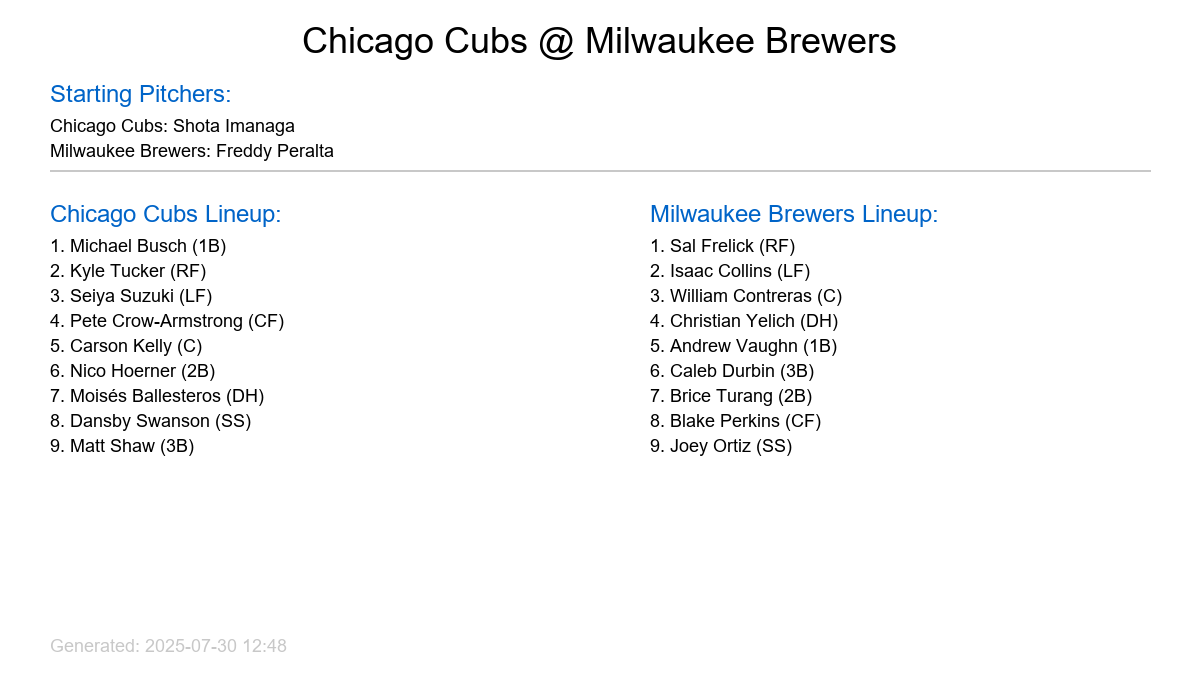 Chicago Cubs @ Milwaukee Brewers
Starting Pitchers:
Chicago Cubs: Shota Imanaga
Milwaukee Brewers: Freddy Peralta
Chicago Cubs Lineup:
1. Michael Busch (1B)
2. Kyle Tucker (RF)
3. Seiya Suzuki (LF)
4. Pete Crow-Armstrong (CF)
5. Carson Kelly (C)
6. Nico Hoerner (2B)
7. Moisés Ballesteros (DH)
8. Dansby Swanson (SS)
9. Matt Shaw (3B)
Milwaukee Brewers Lineup:
1. Sal Frelick (RF)
2. Isaac Collins (LF)
3. William Contreras (C)
4. Christian Yelich (DH)
5. Andrew Vaughn (1B)
6. Caleb Durbin (3B)
7. Brice Turang (2B)
8. Blake Perkins (CF)
9. Joey Ortiz (SS)
Generated: 2025-07-30 12:48